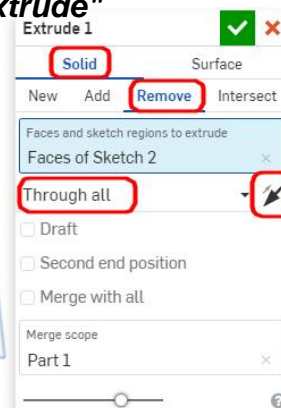 xtrude"
Extrude 1
Solid Surface
New Add Remove Intersect
Faces and sketch regions to extrude
Faces of Sketch 2
Through all
Draft
Second end position
Merge with all
Merge scope
Part 1